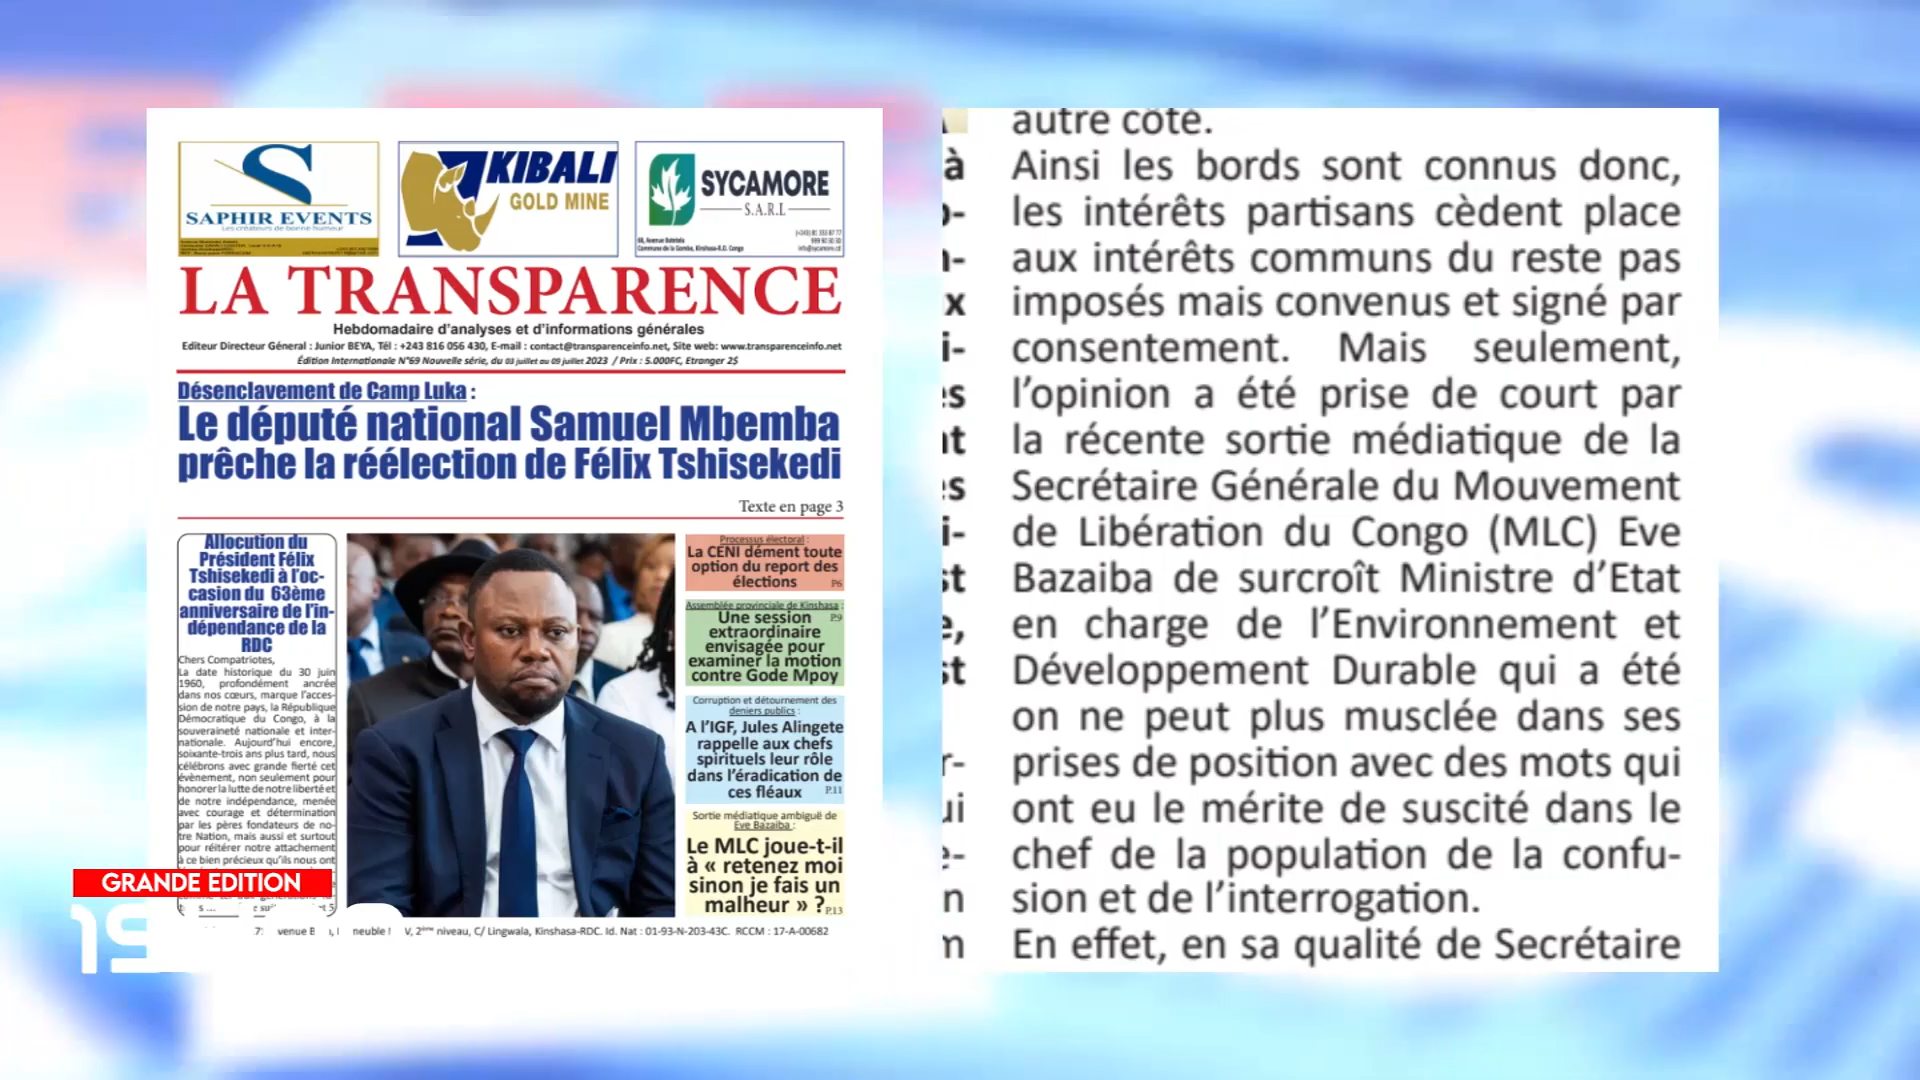 SAPHIR EVENTS
Les créateurs de bonne humeur
KIBALI
GOLD MINE
SYCAMORE
S.A.R.L
LA TRANSPARENCE
Hebdomadaire d'analyses et d'informations générales
Editeur Directeur Géneral : Junior BEYA, Tél : +243 816 056 430, E-mail : contact@transparenceinfo.net, Site web: www.transparenceinfo.net
Édition Internationale N°69 Nouvelle série, du 03 juillet au 09 juillet 2023 / Prix : 5.000FC, Etranger 2$
Désenclavement de Camp Luka :
Le député national Samuel Mbemba
prêche la réélection de Félix Tshisekedi
Texte en page 3
Allocution du
Président Félix
Tshisekedi à l'oc-
casion du 63ème
anniversaire de l'in-
dépendance de la
RDC
Chers Compatriotes,
La date historique du 30 juin
1960, profondément ancrée
dans nos cœurs, marque l'acces-
sion de notre pays, la République
Démocratique du Congo, à la
souveraineté nationale et inter-
nationale. Aujourd'hui encore,
soixante-trois ans plus tard, nous
célébrons avec grande fierté cet
évènement, non seulement pour
honorer la lutte de notre liberté et
de notre indépendance, menée
avec courage et détermination
par les pères fondateurs de no-
tre Nation, mais aussi et surtout
pour réitérer notre attachement
à ce bien précieux qu'ils nous ont
Processus électoral :
La CENI dément toute
option du report des
élections P6
Assemblée provinciale de Kinshasa :
Une session P.9
extraordinaire
envisagée pour
examiner la motion
contre Gode Mpoy
Corruption et détournement des
deniers publics :
A l'IGF, Jules Alingete
rappelle aux chefs
spirituels leur rôle
dans l'éradication de
ces fléaux P.11
Sortie médiatique ambiguë de
Eve Bazaiba :
Le MLC joue-t-il
à « retenez moi
sinon je fais un
malheur » ? P.13
2ème niveau, C/ Lingwala, Kinshasa-RDC. Id. Nat : 01-93-N-203-43C. RCCM : 17-A-00682
GRANDE EDITION
autre côté.
Ainsi les bords sont connus donc,
les intérêts partisans cèdent place
aux intérêts communs du reste pas
imposés mais convenus et signé par
consentement. Mais seulement,
l'opinion a été prise de court par
la récente sortie médiatique de la
Secrétaire Générale du Mouvement
de Libération du Congo (MLC) Eve
Bazaiba de surcroît Ministre d'Etat
en charge de l'Environnement et
Développement Durable qui a été
on ne peut plus musclée dans ses
prises de position avec des mots qui
ont eu le mérite de suscité dans le
chef de la population de la confu-
sion et de l'interrogation.
En effet, en sa qualité de Secrétaire